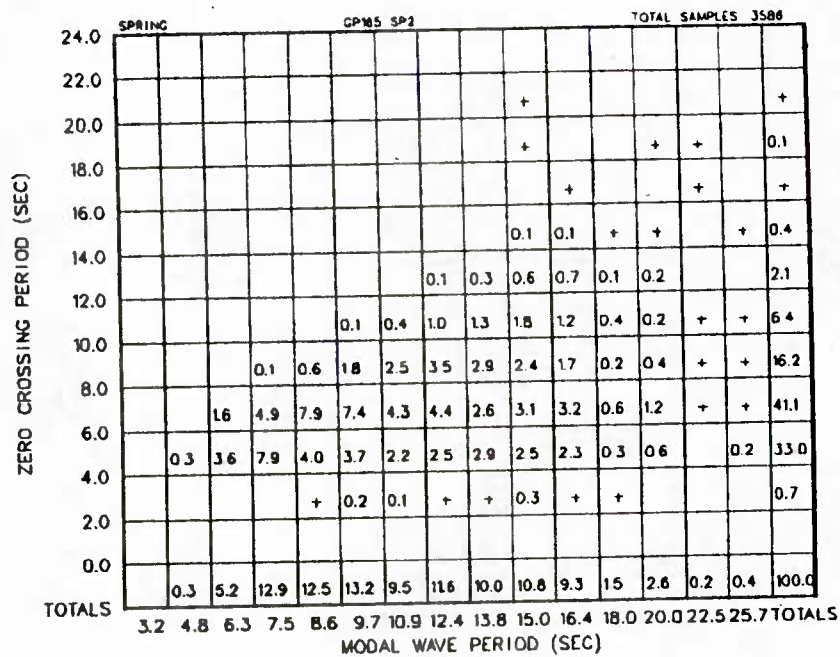 SPRING GP185 SP2 TOTAL SAMPLES 3586
24.0
22.0
+ +
20.0
+ + + 0.1
18.0
+ + +
16.0
0.1 0.1 + + + 0.4
14.0
0.1 0.3 0.6 0.7 0.1 0.2 2.1
12.0
0.1 0.4 1.0 1.3 1.8 1.2 0.4 0.2 + + 6.4
10.0
0.1 0.6 1.8 2.5 3.5 2.9 2.4 1.7 0.2 0.4 + + 16.2
8.0
1.6 4.9 7.9 7.4 4.3 4.4 2.6 3.1 3.2 0.6 1.2 + + 41.1
6.0
0.3 3.6 7.9 4.0 3.7 2.2 2.5 2.9 2.5 2.3 0.3 0.6 0.2 33.0
4.0
+ 0.2 0.1 + + 0.3 + + 0.7
2.0
0.0
0.3 5.2 12.9 12.5 13.2 9.5 11.6 10.0 10.8 9.3 1.5 2.6 0.2 0.4 100.0
TOTALS
3.2 4.8 6.3 7.5 8.6 9.7 10.9 12.4 13.8 15.0 16.4 18.0 20.0 22.5 25.7 TOTALS
MODAL WAVE PERIOD (SEC)
ZERO CROSSING PERIOD (SEC)